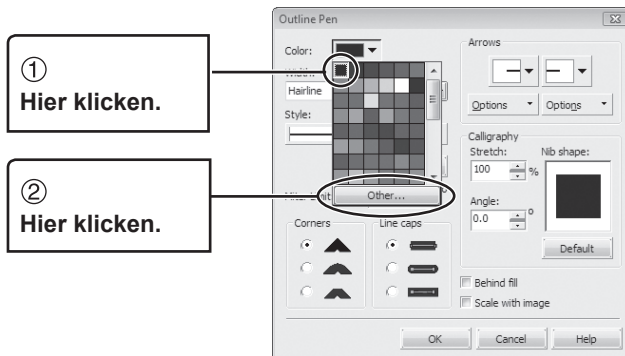 Outline Pen
①
Hier klicken.
②
Hier klicken.
Color:
Width:
Hairline
Style:
Other...
Corners
Line caps
Arrows
Options
Options
Calligraphy
Stretch:
Nib shape:
100
%
Angle:
0.0
°
Default
Behind fill
Scale with image
OK
Cancel
Help